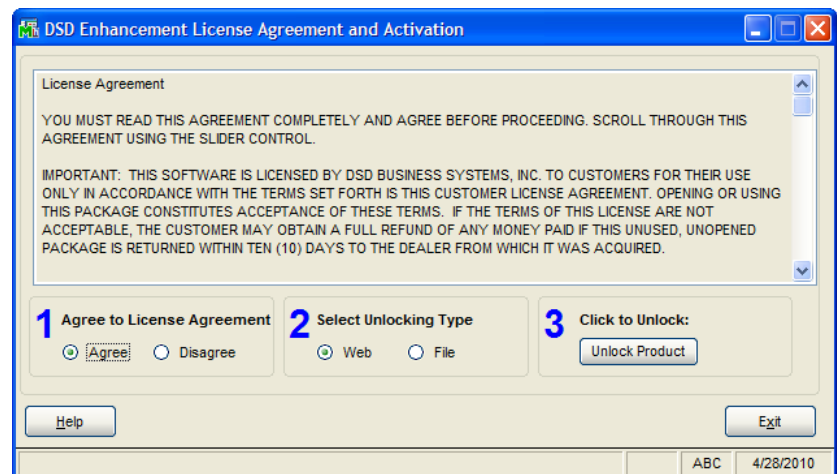 DSD Enhancement License Agreement and Activation
License Agreement
YOU MUST READ THIS AGREEMENT COMPLETELY AND AGREE BEFORE PROCEEDING. SCROLL THROUGH THIS
AGREEMENT USING THE SLIDER CONTROL.
IMPORTANT: THIS SOFTWARE IS LICENSED BY DSD BUSINESS SYSTEMS, INC. TO CUSTOMERS FOR THEIR USE
ONLY IN ACCORDANCE WITH THE TERMS SET FORTH IS THIS CUSTOMER LICENSE AGREEMENT. OPENING OR USING
THIS PACKAGE CONSTITUTES ACCEPTANCE OF THESE TERMS. IF THE TERMS OF THIS LICENSE ARE NOT
ACCEPTABLE, THE CUSTOMER MAY OBTAIN A FULL REFUND OF ANY MONEY PAID IF THIS UNUSED, UNOPENED
PACKAGE IS RETURNED WITHIN TEN (10) DAYS TO THE DEALER FROM WHICH IT WAS ACQUIRED.
1 Agree to License Agreement
Agree Disagree
2 Select Unlocking Type
Web File
3 Click to Unlock:
Unlock Product
Help
Exit
ABC 4/28/2010